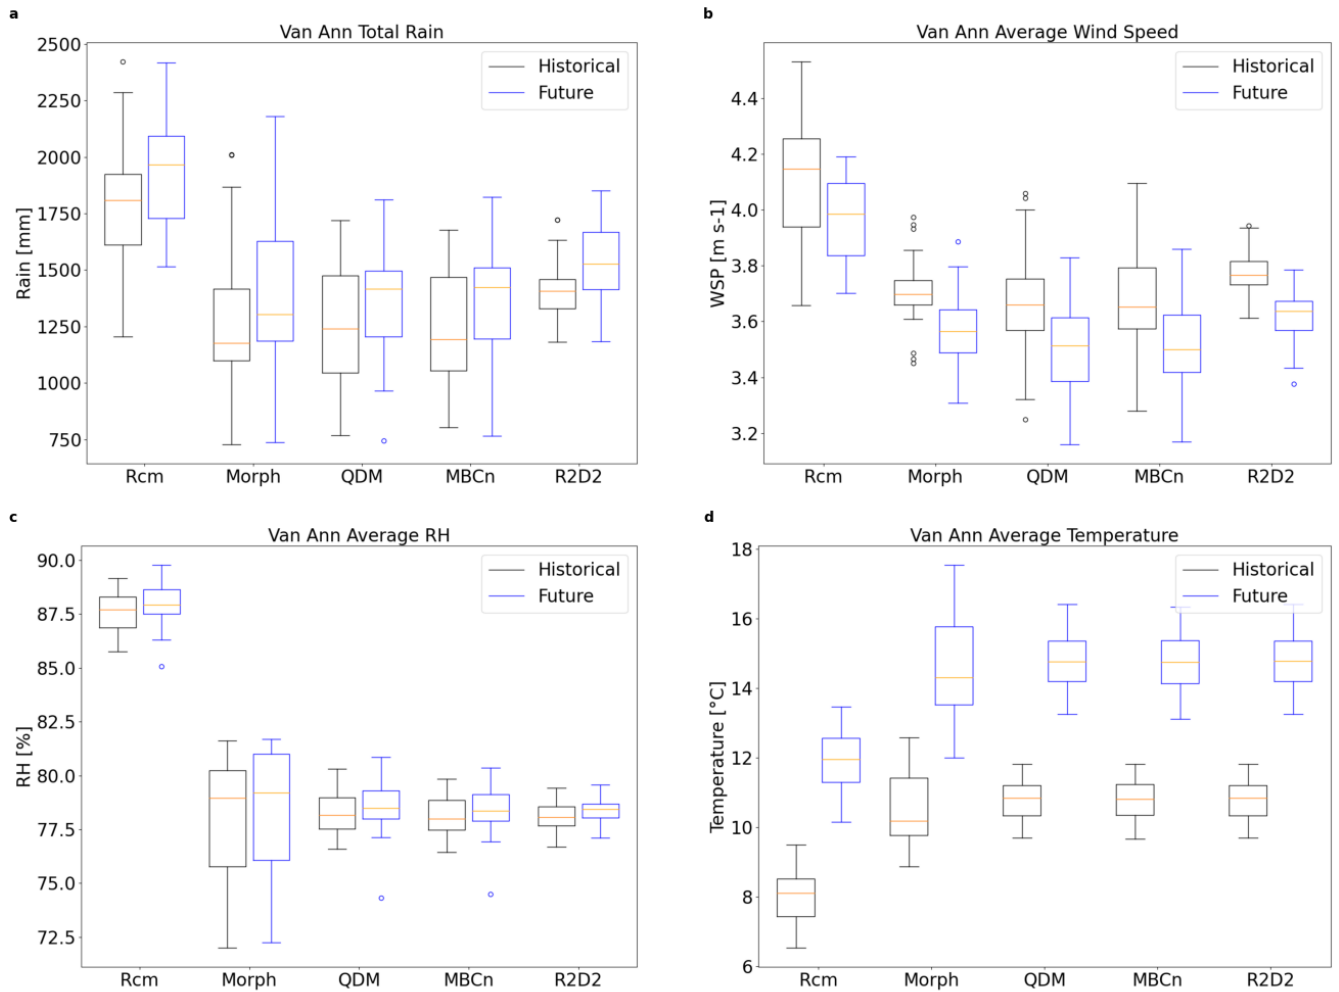 a
Van Ann Total Rain
Historical
Future
Rain [mm]
2500
2250
2000
1750
1500
1250
1000
750
Rcm Morph QDM MBCn R2D2
b
Van Ann Average Wind Speed
Historical
Future
WSP [m s-1]
4.4
4.2
4.0
3.8
3.6
3.4
3.2
Rcm Morph QDM MBCn R2D2
c
Van Ann Average RH
Historical
Future
RH [%]
90.0
87.5
85.0
82.5
80.0
77.5
75.0
72.5
Rcm Morph QDM MBCn R2D2
d
Van Ann Average Temperature
Historical
Future
Temperature [°C]
18
16
14
12
10
8
6
Rcm Morph QDM MBCn R2D2